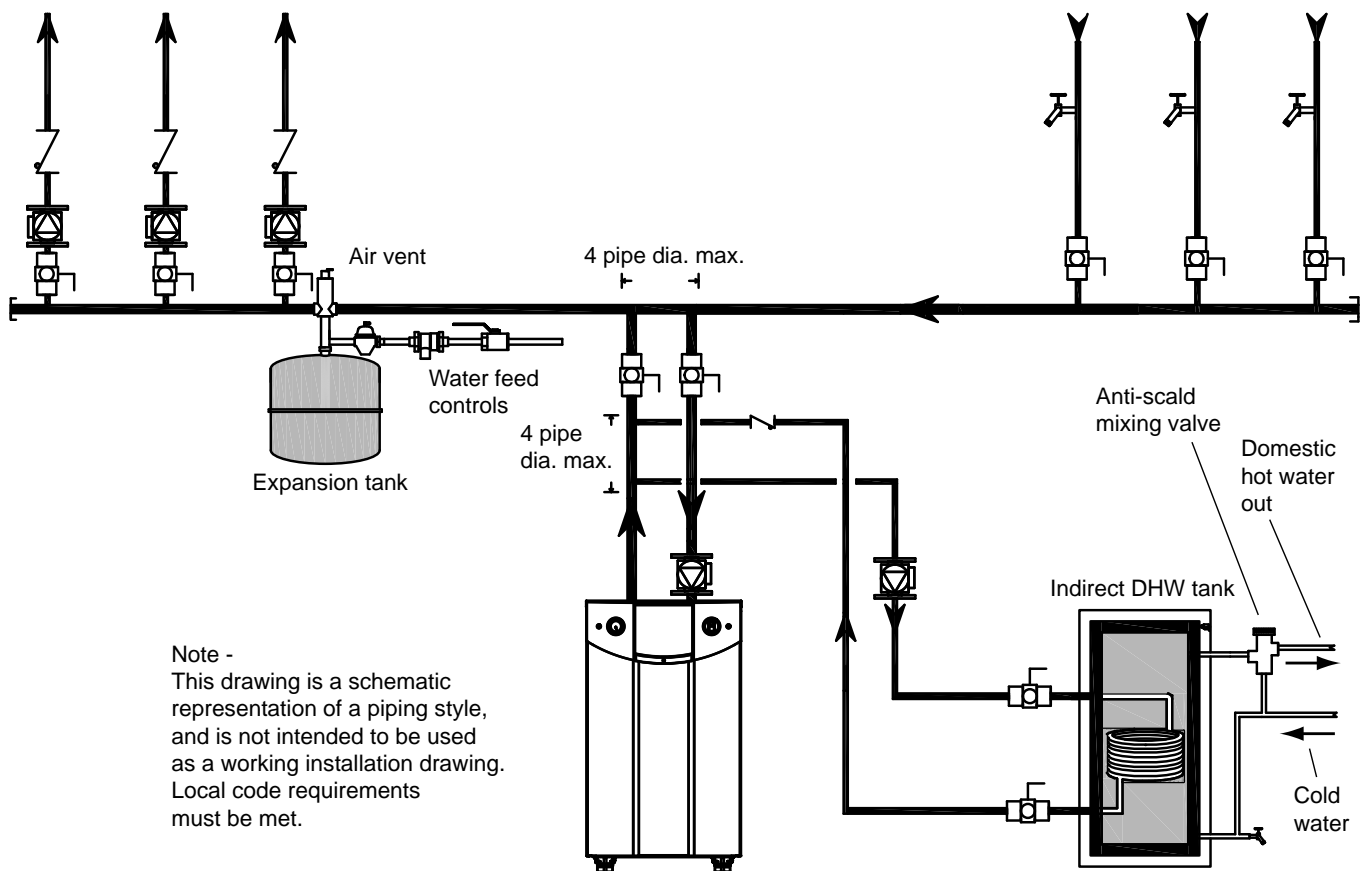 Air vent
4 pipe dia. max.
Water feed
controls
Expansion tank
4 pipe
dia. max.
Anti-scald
mixing valve
Domestic
hot water
out
Indirect DHW tank
Cold
water
Note -
This drawing is a schematic
representation of a piping style,
and is not intended to be used
as a working installation drawing.
Local code requirements
must be met.